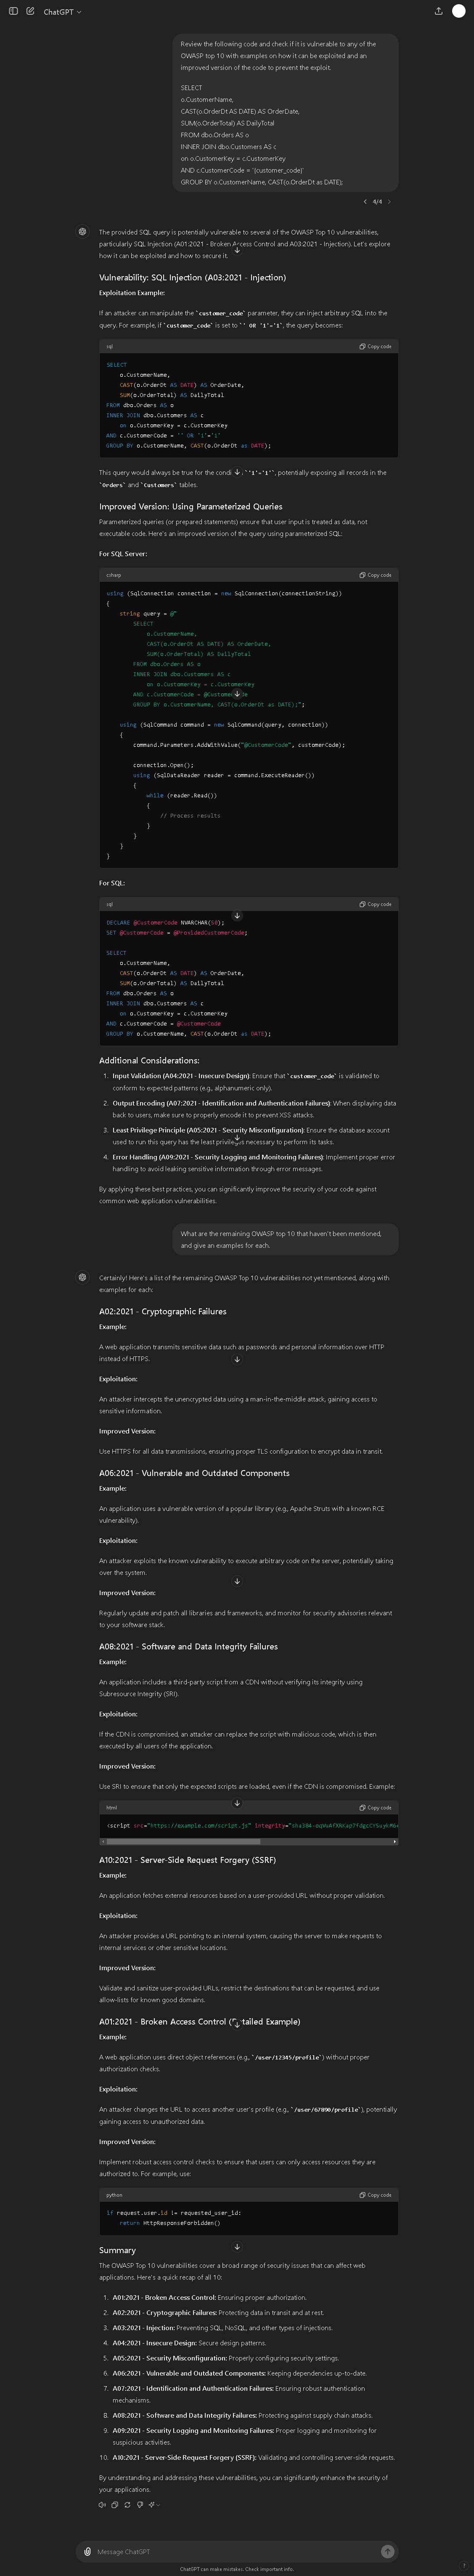 ChatGPT
Review the following code and check if it is vulnerable to any of the
OWASP top 10 with examples on how it can be exploited and an
improved version of the code to prevent the exploit.
SELECT
o.CustomerName,
CAST(o.OrderDt AS DATE) AS OrderDate,
SUM(o.OrderTotal) AS DailyTotal
FROM dbo.Orders AS o
INNER JOIN dbo.Customers AS c
on o.CustomerKey = c.CustomerKey
AND c.CustomerCode = '{customer_code}'
GROUP BY o.CustomerName, CAST(o.OrderDt as DATE);
4/4
The provided SQL query is potentially vulnerable to several of the OWASP Top 10 vulnerabilities,
particularly SQL Injection (A01:2021 - Broken Access Control and A03:2021 - Injection). Let's explore
how it can be exploited and how to secure it.
Vulnerability: SQL Injection (A03:2021 - Injection)
Exploitation Example:
If an attacker can manipulate the `customer_code` parameter, they can inject arbitrary SQL into the
query. For example, if `customer_code` is set to `' OR '1'='1`, the query becomes:
sql
Copy code
SELECT
o.CustomerName,
CAST(o.OrderDt AS DATE) AS OrderDate,
SUM(o.OrderTotal) AS DailyTotal
FROM dbo.Orders AS o
INNER JOIN dbo.Customers AS c
on o.CustomerKey = c.CustomerKey
AND c.CustomerCode = '' OR '1'='1'
GROUP BY o.CustomerName, CAST(o.OrderDt as DATE);
This query would always be true for the condi `'1'='1'`, potentially exposing all records in the
`Orders` and `Customers` tables.
Improved Version: Using Parameterized Queries
Parameterized queries (or prepared statements) ensure that user input is treated as data, not
executable code. Here's an improved version of the query using parameterized SQL:
For SQL Server:
csharp
Copy code
using (SqlConnection connection = new SqlConnection(connectionString))
{
string query = @"
SELECT
o.CustomerName,
CAST(o.OrderDt AS DATE) AS OrderDate,
SUM(o.OrderTotal) AS DailyTotal
FROM dbo.Orders AS o
INNER JOIN dbo.Customers AS c
on o.CustomerKey = c.CustomerKey
AND c.CustomerCode = @CustomerCode
GROUP BY o.CustomerName, CAST(o.OrderDt as DATE);";
using (SqlCommand command = new SqlCommand(query, connection))
{
command.Parameters.AddWithValue("@CustomerCode", customerCode);
connection.Open();
using (SqlDataReader reader = command.ExecuteReader())
{
while (reader.Read())
{
// Process results
}
}
}
}
For SQL:
sql
Copy code
DECLARE @CustomerCode NVARCHAR(50);
SET @CustomerCode = @ProvidedCustomerCode;
SELECT
o.CustomerName,
CAST(o.OrderDt AS DATE) AS OrderDate,
SUM(o.OrderTotal) AS DailyTotal
FROM dbo.Orders AS o
INNER JOIN dbo.Customers AS c
on o.CustomerKey = c.CustomerKey
AND c.CustomerCode = @CustomerCode
GROUP BY o.CustomerName, CAST(o.OrderDt as DATE);
Additional Considerations:
1. Input Validation (A04:2021 - Insecure Design): Ensure that `customer_code` is validated to
conform to expected patterns (e.g., alphanumeric only).
2. Output Encoding (A07:2021 - Identification and Authentication Failures): When displaying data
back to users, make sure to properly encode it to prevent XSS attacks.
3. Least Privilege Principle (A05:2021 - Security Misconfiguration): Ensure the database account
used to run this query has the least privileges necessary to perform its tasks.
4. Error Handling (A09:2021 - Security Logging and Monitoring Failures): Implement proper error
handling to avoid leaking sensitive information through error messages.
By applying these best practices, you can significantly improve the security of your code against
common web application vulnerabilities.
What are the remaining OWASP top 10 that haven't been mentioned,
and give an examples for each.
Certainly! Here's a list of the remaining OWASP Top 10 vulnerabilities not yet mentioned, along with
examples for each:
A02:2021 - Cryptographic Failures
Example:
A web application transmits sensitive data such as passwords and personal information over HTTP
instead of HTTPS.
Exploitation:
An attacker intercepts the unencrypted data using a man-in-the-middle attack, gaining access to
sensitive information.
Improved Version:
Use HTTPS for all data transmissions, ensuring proper TLS configuration to encrypt data in transit.
A06:2021 - Vulnerable and Outdated Components
Example:
An application uses a vulnerable version of a popular library (e.g., Apache Struts with a known RCE
vulnerability).
Exploitation:
An attacker exploits the known vulnerability to execute arbitrary code on the server, potentially taking
over the system.
Improved Version:
Regularly update and patch all libraries and frameworks, and monitor for security advisories relevant
to your software stack.
A08:2021 - Software and Data Integrity Failures
Example:
An application includes a third-party script from a CDN without verifying its integrity using
Subresource Integrity (SRI).
Exploitation:
If the CDN is compromised, an attacker can replace the script with malicious code, which is then
executed by all users of the application.
Improved Version:
Use SRI to ensure that only the expected scripts are loaded, even if the CDN is compromised. Example:
html
Copy code
<script src="https://example.com/script.js"
A10:2021 - Server-Side Request Forgery (SSRF)
Example:
An application fetches external resources based on a user-provided URL without proper validation.
Exploitation:
An attacker provides a URL pointing to an internal system, causing the server to make requests to
internal services or other sensitive locations.
Improved Version:
Validate and sanitize user-provided URLs, restrict the destinations that can be requested, and use
allow-lists for known good domains.
A01:2021 - Broken Access Control (Detailed Example)
Example:
A web application uses direct object references (e.g., `/user/12345/profile`) without proper
authorization checks.
Exploitation:
An attacker changes the URL to access another user's profile (e.g., `/user/67890/profile`), potentially
gaining access to unauthorized data.
Improved Version:
Implement robust access control checks to ensure that users can only access resources they are
authorized to. For example, use:
python
Copy code
if request.user.id != requested_user_id:
return HttpResponseForbidden()
Summary
The OWASP Top 10 vulnerabilities cover a broad range of security issues that can affect web
applications. Here's a quick recap of all 10:
1. A01:2021 - Broken Access Control: Ensuring proper authorization.
2. A02:2021 - Cryptographic Failures: Protecting data in transit and at rest.
3. A03:2021 - Injection: Preventing SQL, NoSQL, and other types of injections.
4. A04:2021 - Insecure Design: Secure design patterns.
5. A05:2021 - Security Misconfiguration: Properly configuring security settings.
6. A06:2021 - Vulnerable and Outdated Components: Keeping dependencies up-to-date.
7. A07:2021 - Identification and Authentication Failures: Ensuring robust authentication
mechanisms.
8. A08:2021 - Software and Data Integrity Failures: Protecting against supply chain attacks.
9. A09:2021 - Security Logging and Monitoring Failures: Proper logging and monitoring for
suspicious activities.
10. A10:2021 - Server-Side Request Forgery (SSRF): Validating and controlling server-side requests.
By understanding and addressing these vulnerabilities, you can significantly enhance the security of
your applications.
Message ChatGPT
ChatGPT can make mistakes. Check important info.
?